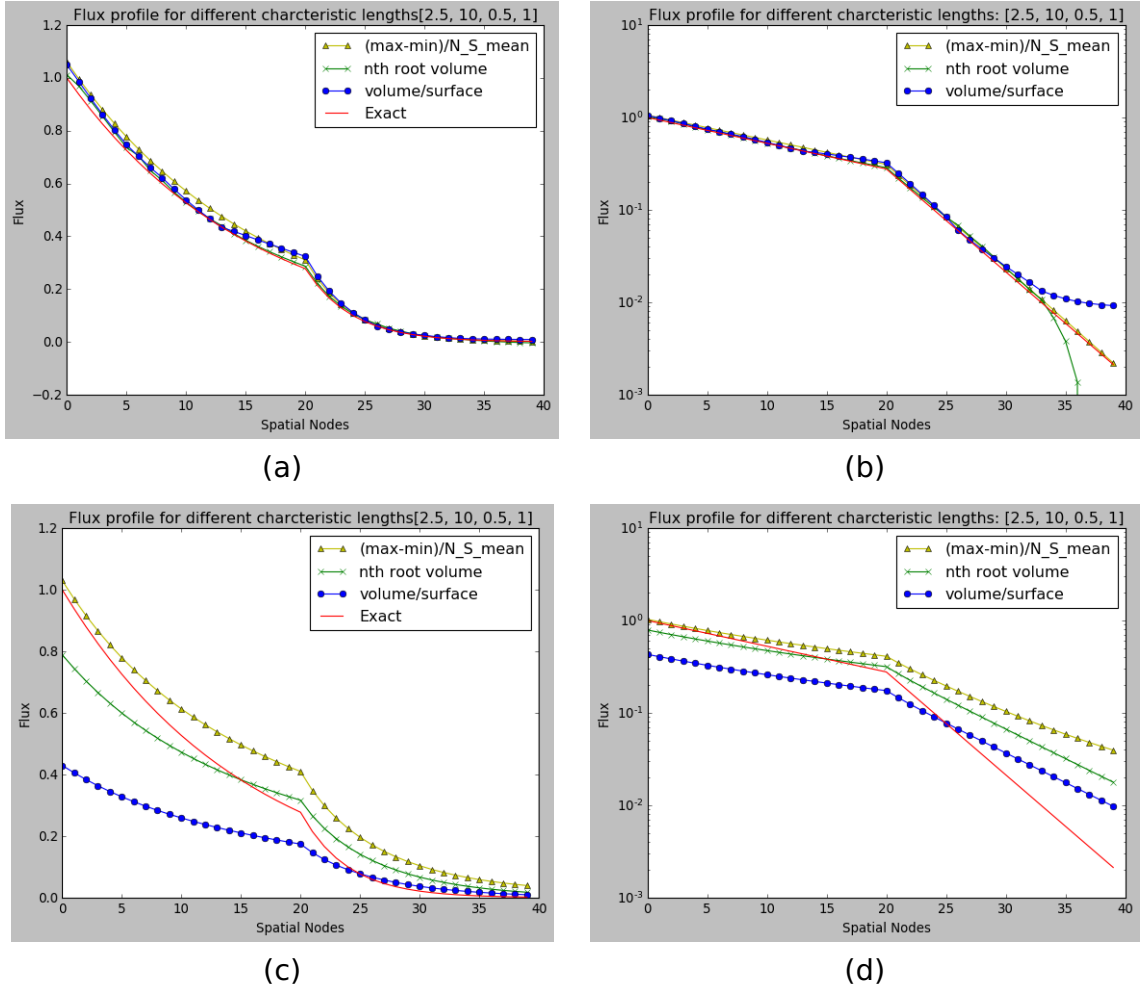 Flux profile for different charcteristic lengths[2.5, 10, 0.5, 1]
1.2
1.0
0.8
0.6
0.4
0.2
0.0
−0.2
Flux
(max-min)/N_S_mean
nth root volume
volume/surface
Exact
0 5 10 15 20 25 30 35 40
Spatial Nodes
(a)
Flux profile for different charcteristic lengths: [2.5, 10, 0.5, 1]
10^1
10^0
10^-1
10^-2
10^-3
Flux
(max-min)/N_S_mean
nth root volume
volume/surface
0 5 10 15 20 25 30 35 40
Spatial Nodes
(b)
Flux profile for different charcteristic lengths[2.5, 10, 0.5, 1]
1.2
1.0
0.8
0.6
0.4
0.2
0.0
Flux
(max-min)/N_S_mean
nth root volume
volume/surface
Exact
0 5 10 15 20 25 30 35 40
Spatial Nodes
(c)
Flux profile for different charcteristic lengths: [2.5, 10, 0.5, 1]
10^1
10^0
10^-1
10^-2
10^-3
Flux
(max-min)/N_S_mean
nth root volume
volume/surface
0 5 10 15 20 25 30 35 40
Spatial Nodes
(d)